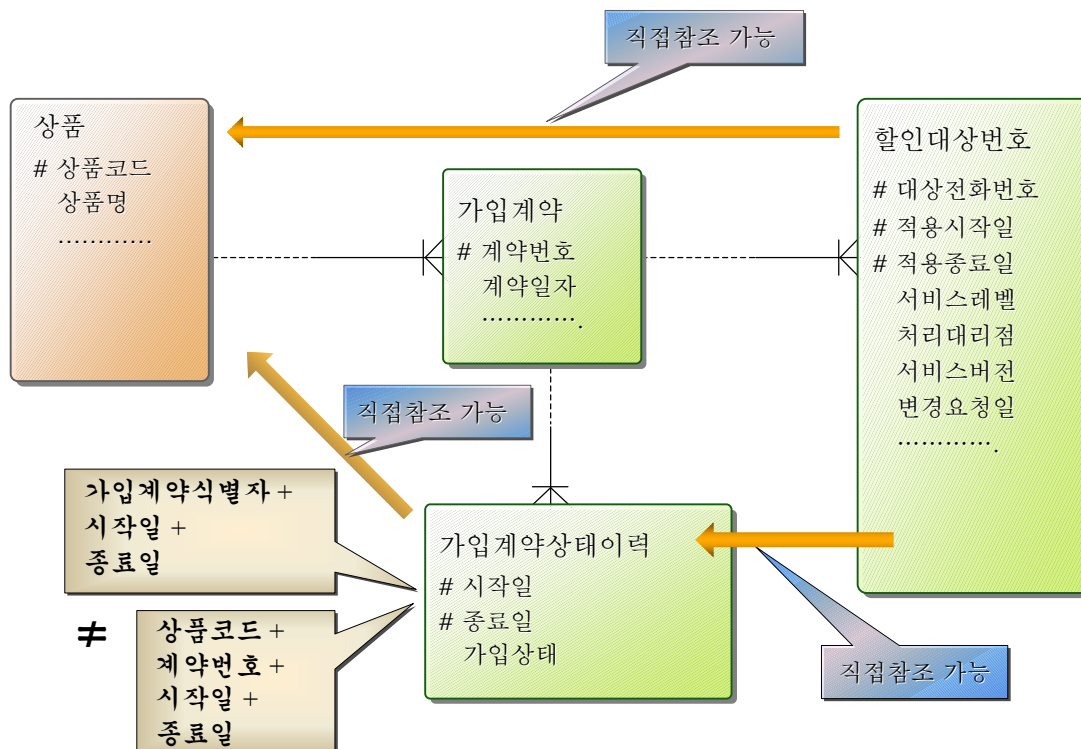 직접참조 가능
상품
# 상품코드
상품명
............
가입계약
# 계약번호
계약일자
.............
할인대상번호
# 대상전화번호
# 적용시작일
# 적용종료일
서비스레벨
처리대리점
서비스버전
변경요청일
.............
직접참조 가능
가입계약식별자 +
시작일 +
종료일
≠
상품코드 +
계약번호 +
시작일 +
종료일
가입계약상태이력
# 시작일
# 종료일
가입상태
직접참조 가능